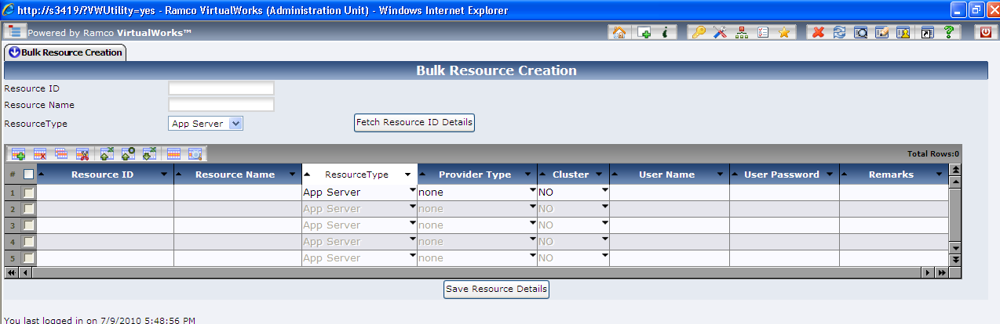 http://s3419/?VWUtility=yes - Ramco VirtualWorks (Administration Unit) - Windows Internet Explorer
Powered by Ramco VirtualWorks™
Bulk Resource Creation
Bulk Resource Creation
Resource ID
Resource Name
ResourceType App Server Fetch Resource ID Details
Total Rows:0
# Resource ID Resource Name ResourceType Provider Type Cluster User Name User Password Remarks
1 App Server none NO
2 App Server none NO
3 App Server none NO
4 App Server none NO
5 App Server none NO
Save Resource Details
You last logged in on 7/9/2010 5:48:56 PM